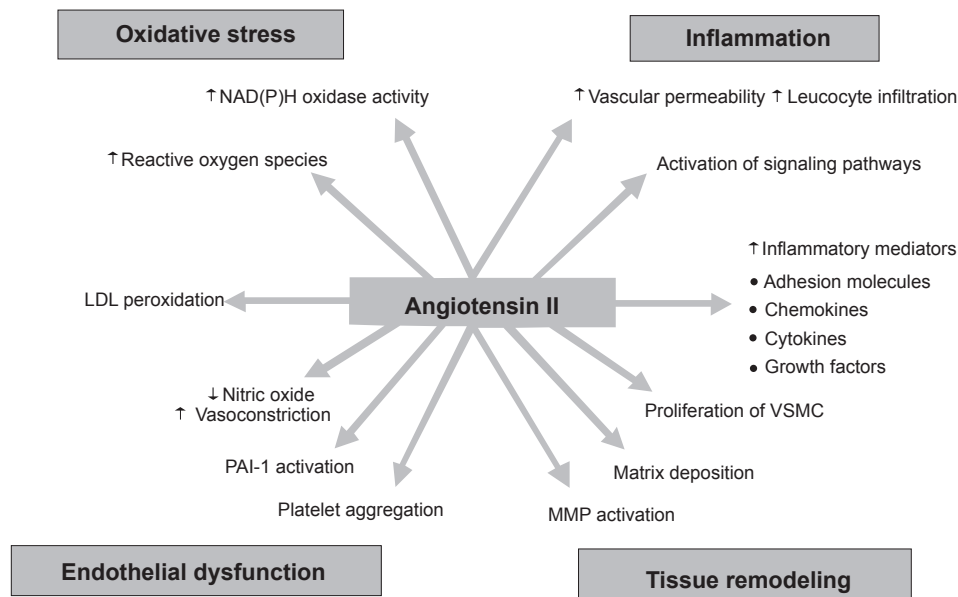 Oxidative stress
Inflammation
↑ NAD(P)H oxidase activity
↑ Vascular permeability ↑ Leucocyte infiltration
↑ Reactive oxygen species
Activation of signaling pathways
↑ Inflammatory mediators
• Adhesion molecules
• Chemokines
• Cytokines
• Growth factors
LDL peroxidation
Angiotensin II
↓ Nitric oxide
↑ Vasoconstriction
Proliferation of VSMC
PAI-1 activation
Matrix deposition
Platelet aggregation
MMP activation
Endothelial dysfunction
Tissue remodeling